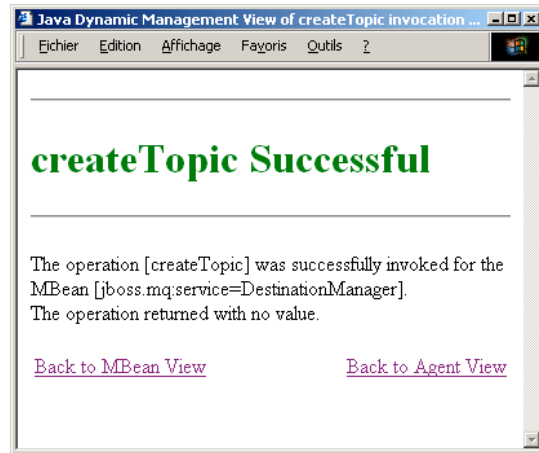 Java Dynamic Management View of createTopic invocation ...
Fichier Edition Affichage Favoris Outils ?
createTopic Successful
The operation [createTopic] was successfully invoked for the
MBean [jboss.mq:service=DestinationManager].
The operation returned with no value.
Back to MBean View Back to Agent View